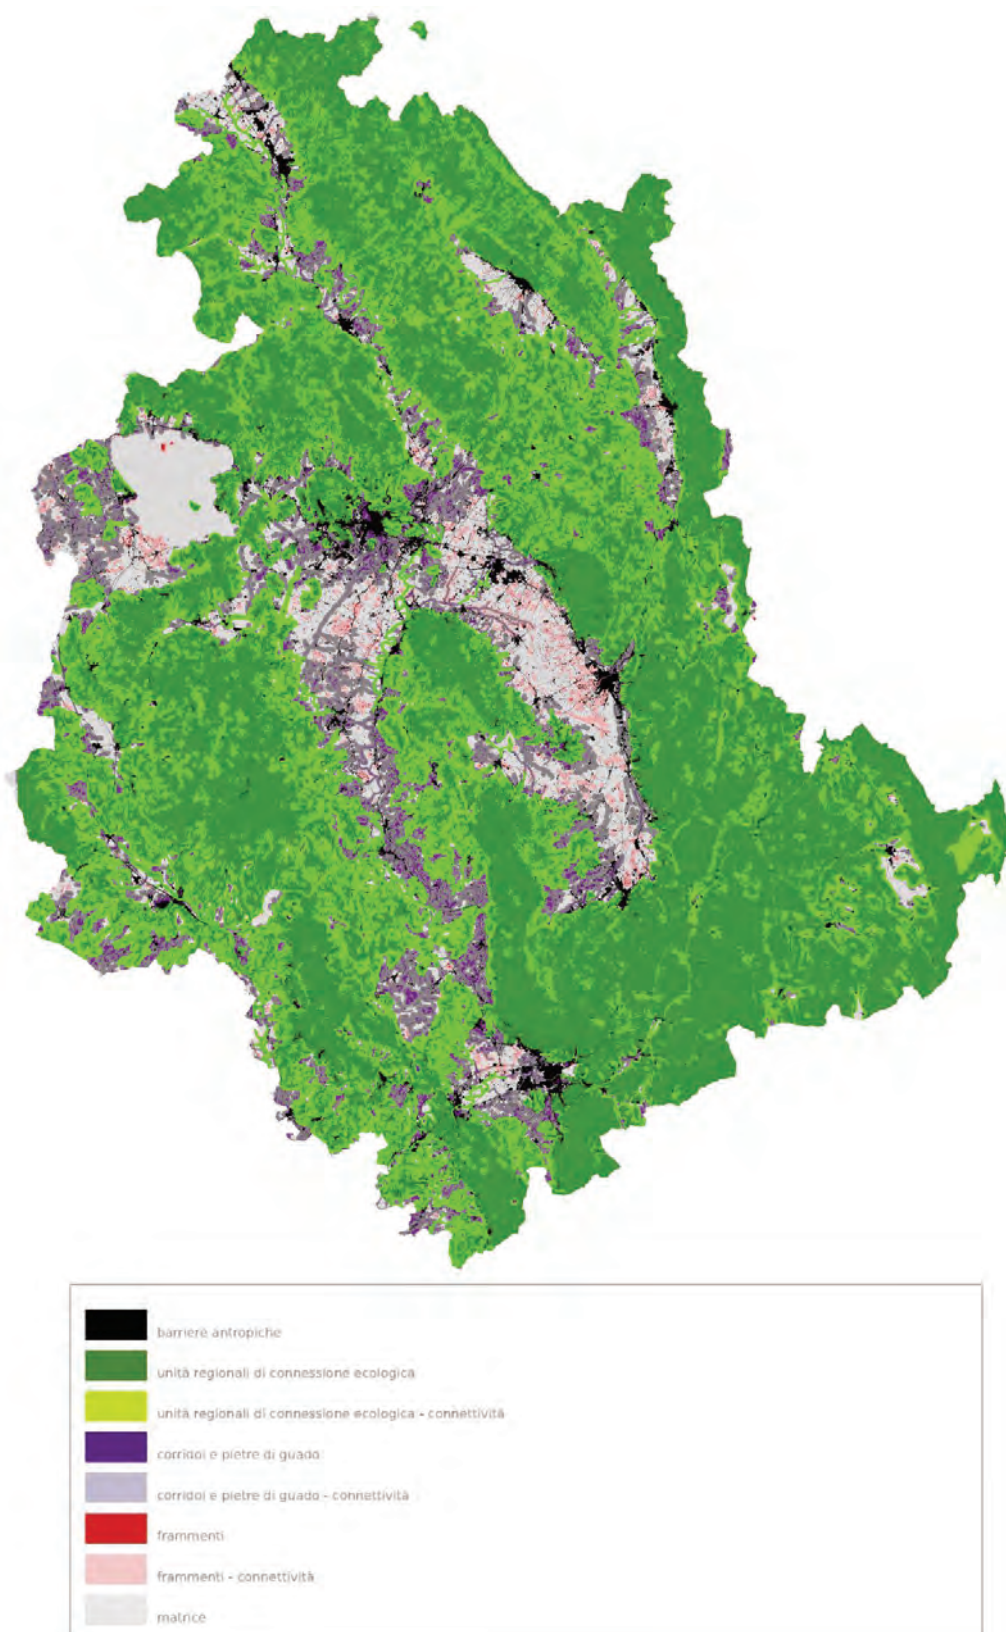 barriere antropiche
unità regionali di connessione ecologica
unità regionali di connessione ecologica - connettività
corridoi e pietre di guado
corridoi e pietre di guado - connettività
frammenti
frammenti - connettività
matrice